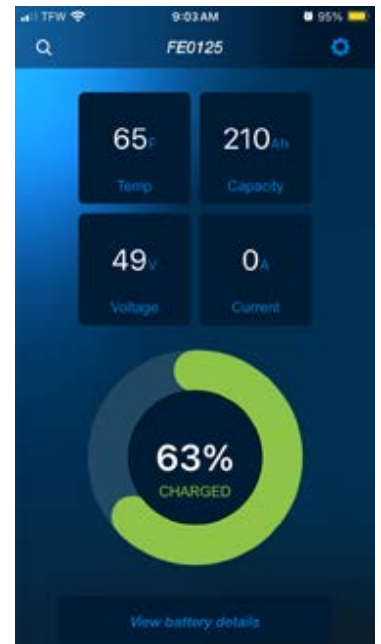 TFW 9:03 AM 95%
FE0125
65F 210Ah
Temp Capacity
49V 0A
Voltage Current
63%
CHARGED
View battery details